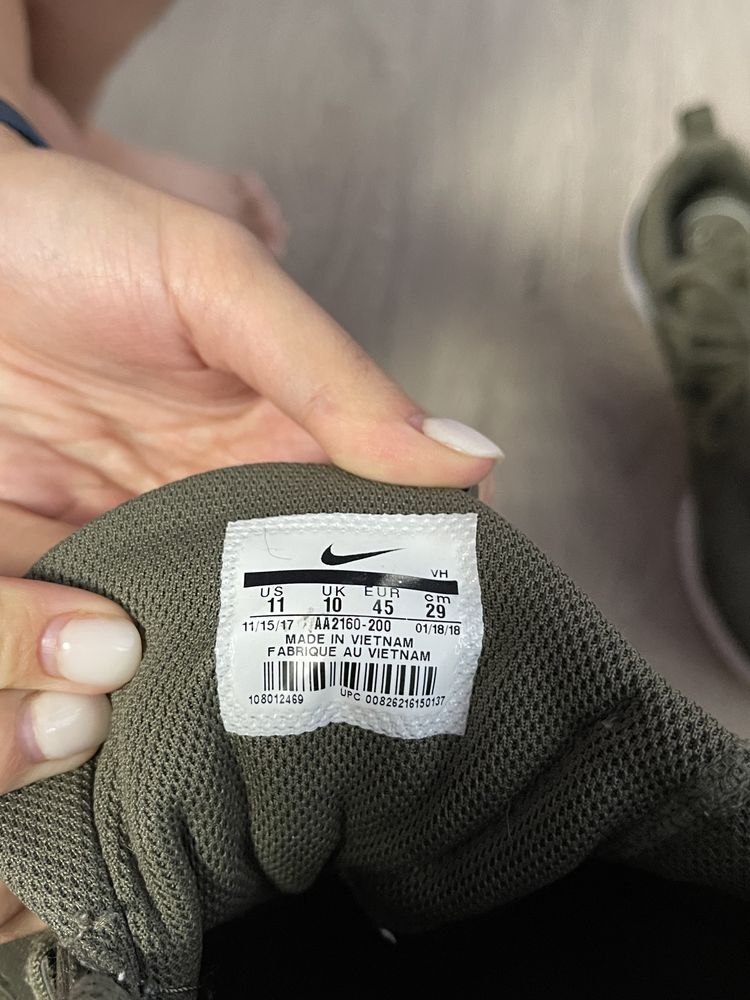 VH
US UK EUR cm
11 10 45 29
11/15/17 AA2160-200 01/18/18
MADE IN VIETNAM
FABRIQUE AU VIETNAM
108012469 UPC 00826216150137